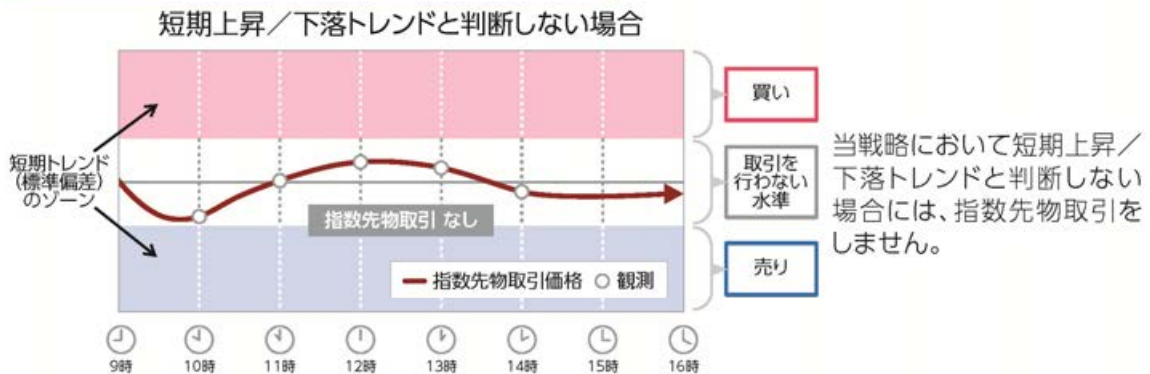 短期上昇／下落トレンドと判断しない場合
短期トレンド
（標準偏差）
のゾーン
買い
取引を
行わない
水準
売り
指数先物取引 なし
指数先物取引価格 観測
9時 10時 11時 12時 13時 14時 15時 16時
当戦略において短期上昇／
下落トレンドと判断しない
場合には、指数先物取引を
しません。